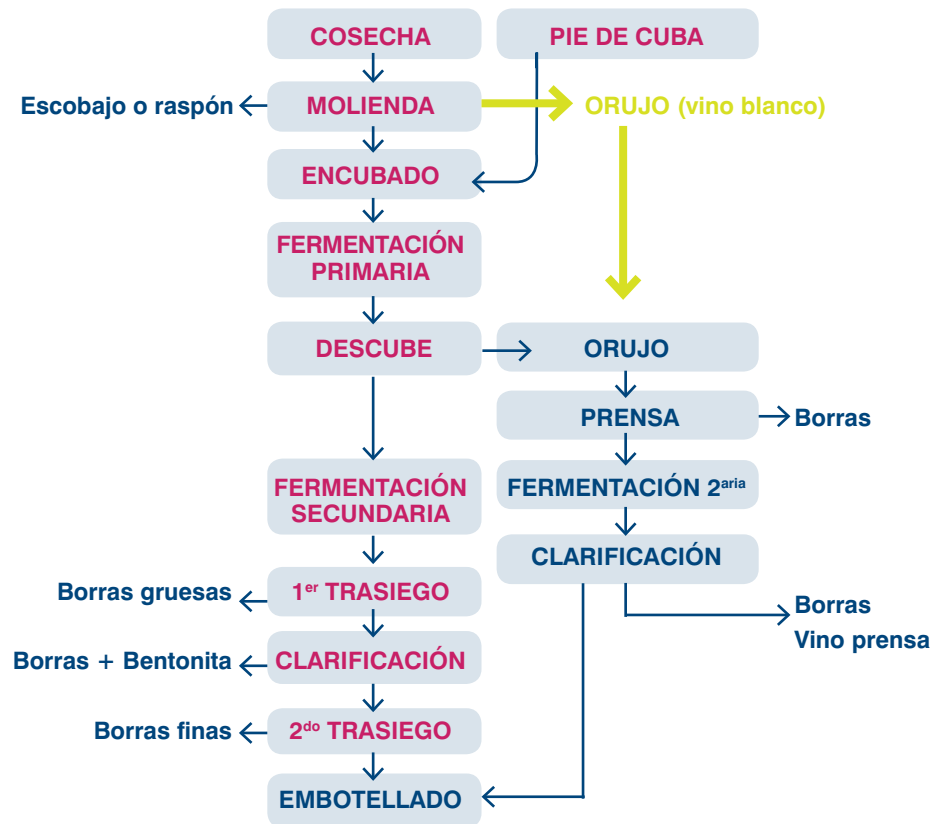 COSECHA
PIE DE CUBA
Escobajo o raspón
MOLIENDA
ORUJO (vino blanco)
ENCUBADO
FERMENTACIÓN
PRIMARIA
DESCUBE
ORUJO
PRENSA
Borras
FERMENTACIÓN
SECUNDARIA
FERMENTACIÓN 2aria
CLARIFICACIÓN
Borras gruesas
1er TRASIEGO
Borras
Vino prensa
Borras + Bentonita
CLARIFICACIÓN
Borras finas
2do TRASIEGO
EMBOTELLADO